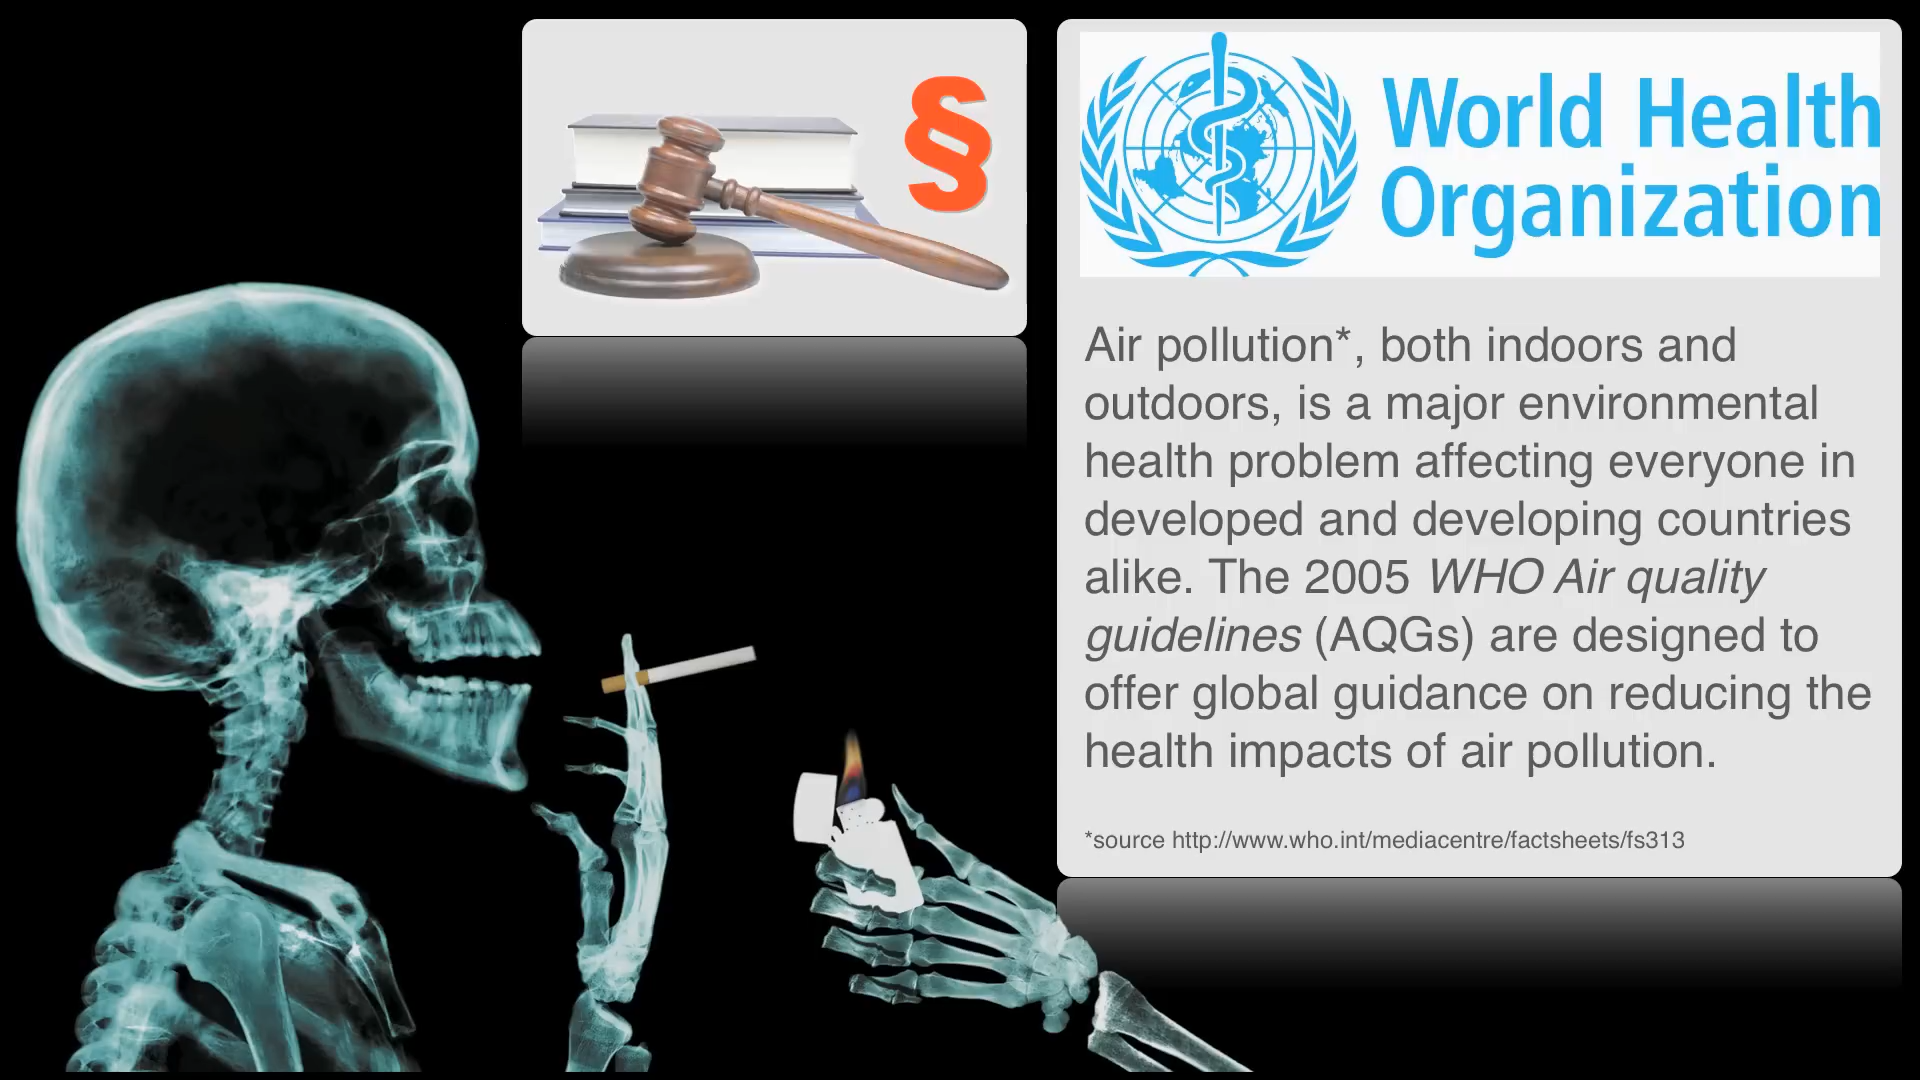 §
World Health
Organization
Air pollution*, both indoors and
outdoors, is a major environmental
health problem affecting everyone in
developed and developing countries
alike. The 2005 WHO Air quality
guidelines (AQGs) are designed to
offer global guidance on reducing the
health impacts of air pollution.
*source http://www.who.int/mediacentre/factsheets/fs313